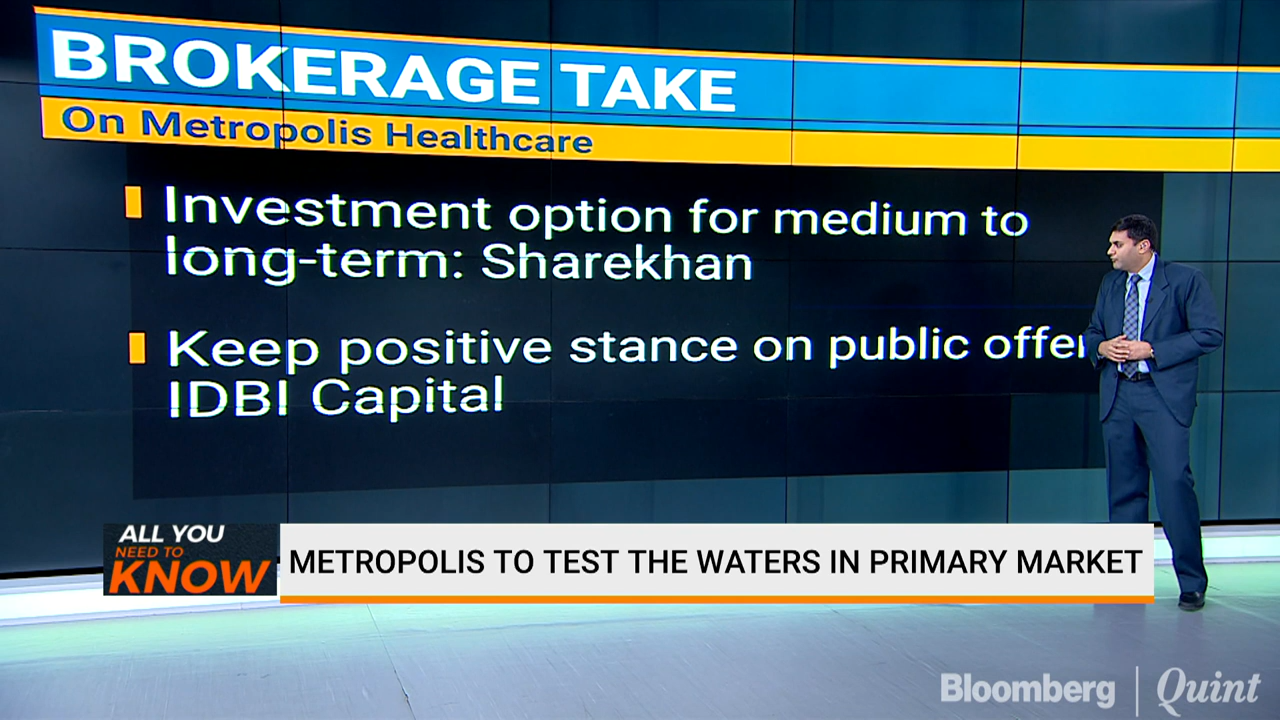 BROKERAGE TAKE
On Metropolis Healthcare
Investment option for medium to
long-term: Sharekhan
Keep positive stance on public offer
IDBI Capital
ALL YOU
NEED TO
KNOW
METROPOLIS TO TEST THE WATERS IN PRIMARY MARKET
Bloomberg | Quint